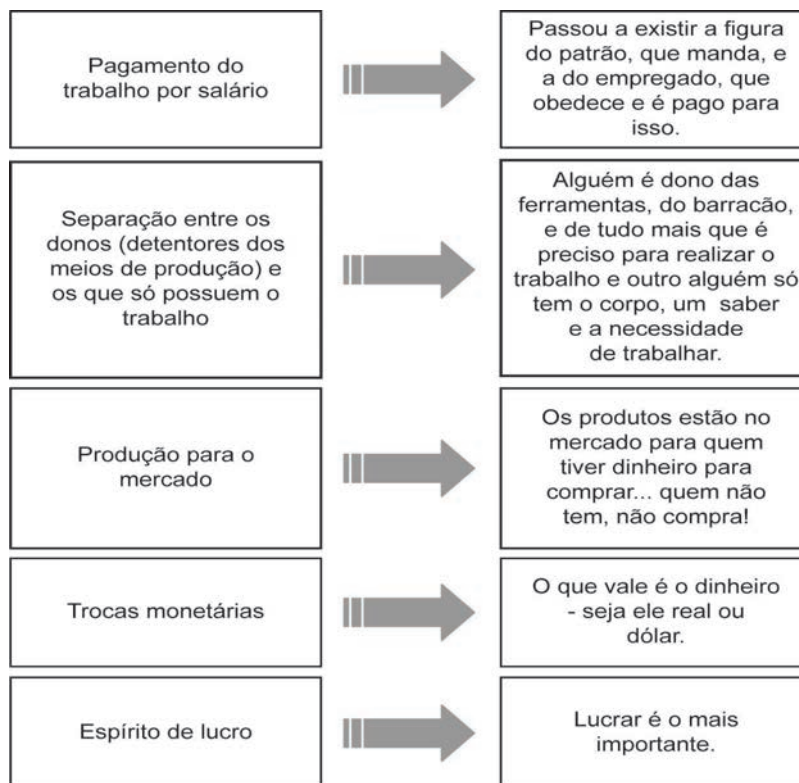 Pagamento do
trabalho por salário
Passou a existir a figura
do patrão, que manda, e
a do empregado, que
obedece e é pago para
isso.
Separação entre os
donos (detentores dos
meios de produção) e
os que só possuem o
trabalho
Alguém é dono das
ferramentas, do barracão,
e de tudo mais que é
preciso para realizar o
trabalho e outro alguém só
tem o corpo, um saber
e a necessidade
de trabalhar.
Produção para o
mercado
Os produtos estão no
mercado para quem
tiver dinheiro para
comprar... quem não
tem, não compra!
Trocas monetárias
O que vale é o dinheiro
- seja ele real ou
dólar.
Espírito de lucro
Lucrar é o mais
importante.